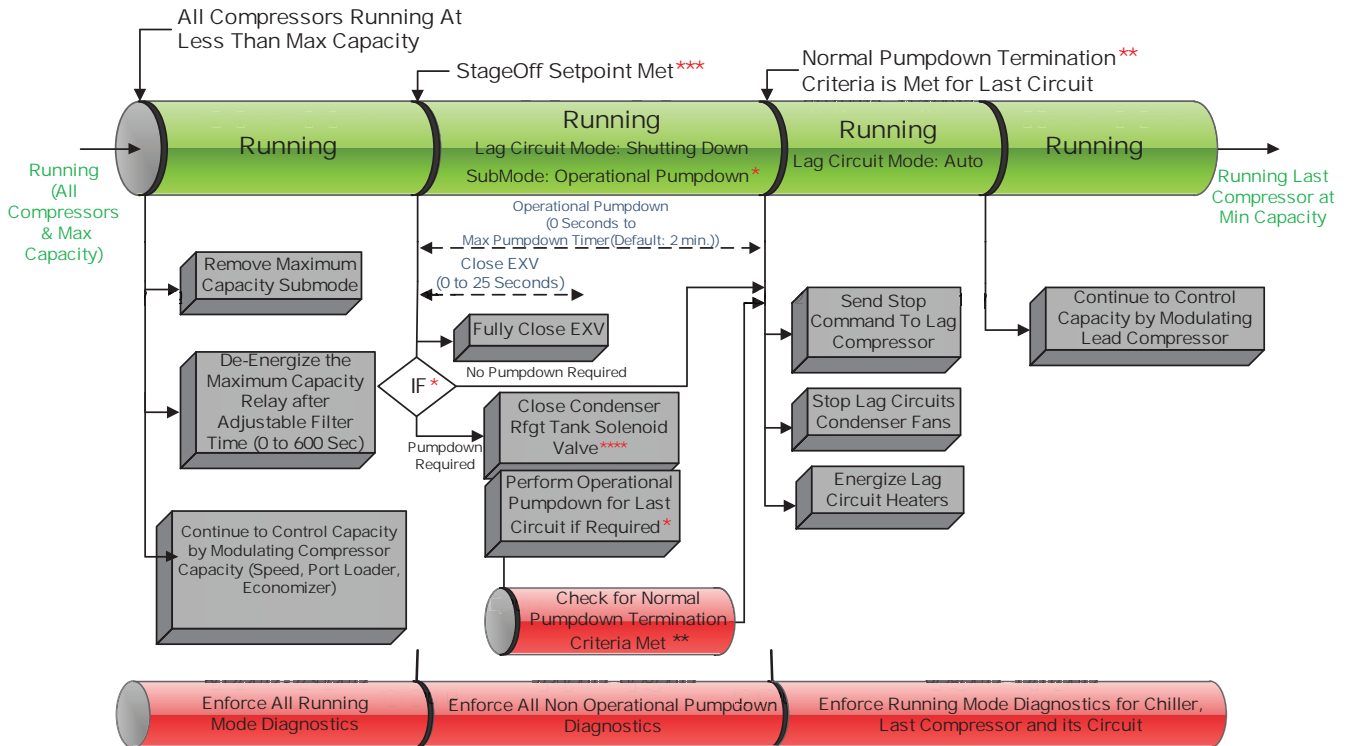 All Compressors Running At
Less Than Max Capacity
StageOff Setpoint Met***
Normal Pumpdown Termination**
Criteria is Met for Last Circuit
Running
(All
Compressors
& Max
Capacity)
Running
Running
Lag Circuit Mode: Shutting Down
SubMode: Operational Pumpdown*
Running
Lag Circuit Mode: Auto
Running
Running Last
Compressor at
Min Capacity
Operational Pumpdown
(0 Seconds to
Max Pumpdown Timer(Default: 2 min.))
Close EXV
(0 to 25 Seconds)
Remove Maximum
Capacity Submode
De-Energize the
Maximum Capacity
Relay after
Adjustable Filter
Time (0 to 600 Sec)
Continue to Control Capacity
by Modulating Compressor
Capacity (Speed, Port Loader,
Economizer)
Fully Close EXV
IF *
No Pumpdown Required
Pumpdown
Required
Close Condenser
Rfgt Tank Solenoid
Valve****
Perform Operational
Pumpdown for Last
Circuit if Required*
Check for Normal
Pumpdown Termination
Criteria Met **
Send Stop
Command To Lag
Compressor
Stop Lag Circuits
Condenser Fans
Energize Lag
Circuit Heaters
Continue to Control
Capacity by Modulating
Lead Compressor
Enforce All Running
Mode Diagnostics
Enforce All Non Operational Pumpdown
Diagnostics
Enforce Running Mode Diagnostics for Chiller,
Last Compressor and its Circuit